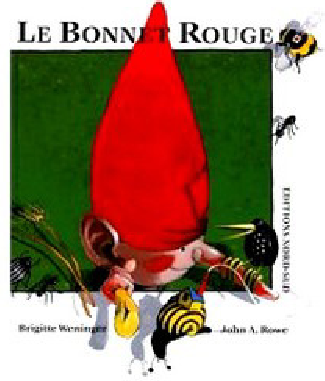 LE BONNET ROUGE
EDITIONS NORD-SUD
Brigitte Weninger
John A. Rowe